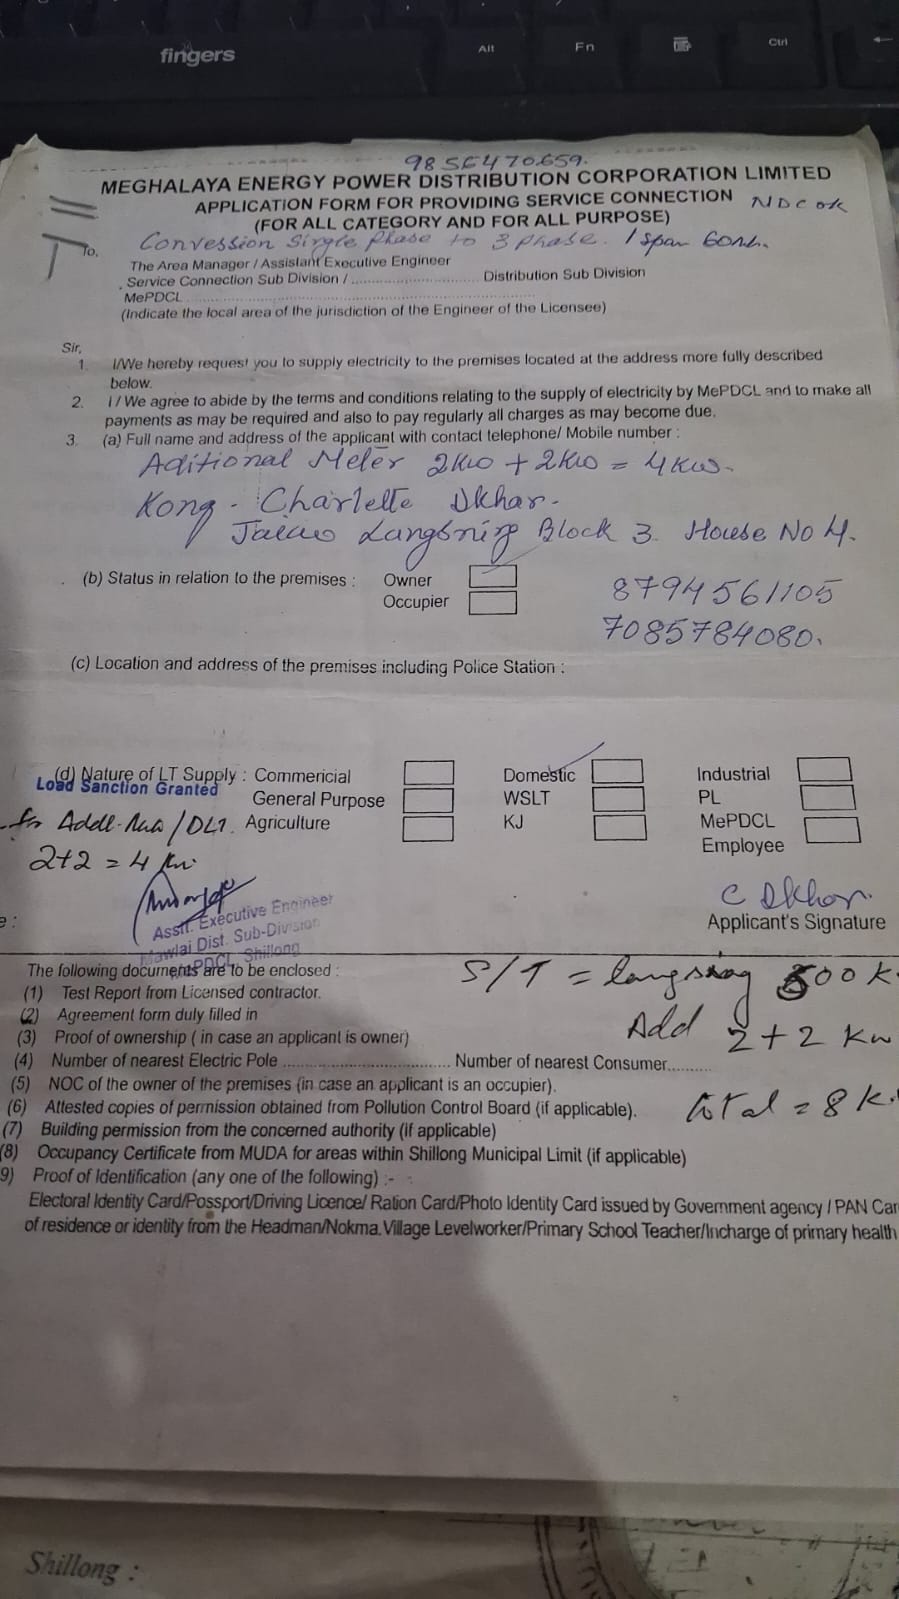 fingers
Alt Fn Ctrl
9856470659.
MEGHALAYA ENERGY POWER DISTRIBUTION CORPORATION LIMITED
APPLICATION FORM FOR PROVIDING SERVICE CONNECTION NDC ok
(FOR ALL CATEGORY AND FOR ALL PURPOSE)
Convession Single Phase to 3 phase. 1 span
To,
The Area Manager / Assistant Executive Engineer
Service Connection Sub Division / .............................. Distribution Sub Division
MePDCL ..............................
(Indicate the local area of the jurisdiction of the Engineer of the Licensee)
Sir,
1. I/We hereby request you to supply electricity to the premises located at the address more fully described
below.
2. I / We agree to abide by the terms and conditions relating to the supply of electricity by MePDCL and to make all
payments as may be required and also to pay regularly all charges as may become due.
3. (a) Full name and address of the applicant with contact telephone/ Mobile number :
Aditional Meter 2KW + 2KW = 4KW.
Kong. Charlette Dkhar.
Langsning Block 3. House No 4.
(b) Status in relation to the premises : Owner
Occupier
8794561105
7085784080.
(c) Location and address of the premises including Police Station :
(d) Nature of LT Supply : Commericial Domestic Industrial
Load Sanction Granted
General Purpose WSLT PL
for Addl. /DLT. Agriculture KJ MePDCL
Employee
2+2 = 4 Kw
C Dkhar.
Asstt. Executive Engineer
Applicant's Signature
Mawlai Dist. Sub-Division
MePDCL, Shillong
e :
The following documents are to be enclosed :
S/T = langsning 500 K
(1) Test Report from Licensed contractor.
(2) Agreement form duly filled in
Add 2+2 Kw
(3) Proof of ownership ( in case an applicant is owner)
(4) Number of nearest Electric Pole .............................. Number of nearest Consumer..........
(5) NOC of the owner of the premises (in case an applicant is an occupier).
(6) Attested copies of permission obtained from Pollution Control Board (if applicable).
total = 8 K
(7) Building permission from the concerned authority (if applicable)
(8) Occupancy Certificate from MUDA for areas within Shillong Municipal Limit (if applicable)
9) Proof of Identification (any one of the following) :-
Electoral Identity Card/Possport/Driving Licence/ Ration Card/Photo Identity Card issued by Government agency / PAN Car
of residence or identity from the Headman/Nokma. Village Levelworker/Primary School Teacher/Incharge of primary health
Shillong :